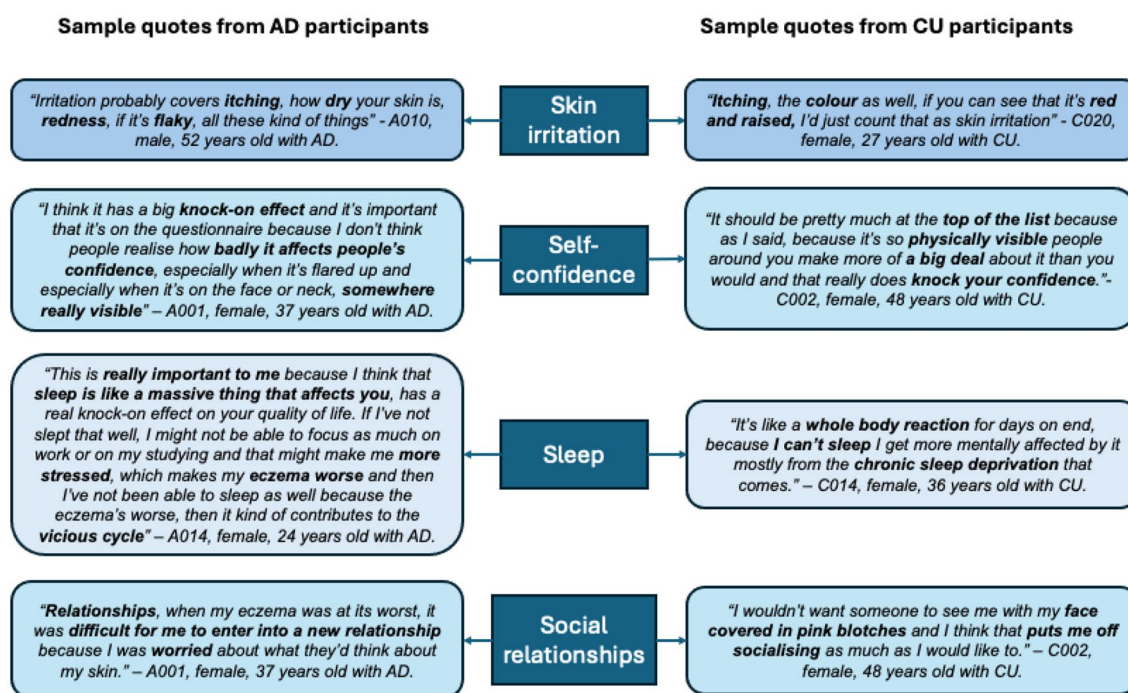 Sample quotes from AD participants
Sample quotes from CU participants
“Irritation probably covers itching, how dry your skin is,
redness, if it’s flaky, all these kind of things” - A010,
male, 52 years old with AD.
Skin
irritation
“Itching, the colour as well, if you can see that it’s red
and raised, I’d just count that as skin irritation” - C020,
female, 27 years old with CU.
“I think it has a big knock-on effect and it’s important
that it’s on the questionnaire because I don’t think
people realise how badly it affects people’s
confidence, especially when it’s flared up and
especially when it’s on the face or neck, somewhere
really visible” – A001, female, 37 years old with AD.
Self-
confidence
“It should be pretty much at the top of the list because
as I said, because it’s so physically visible people
around you make more of a big deal about it than you
would and that really does knock your confidence.”-
C002, female, 48 years old with CU.
“This is really important to me because I think that
sleep is like a massive thing that affects you, has a
real knock-on effect on your quality of life. If I’ve not
slept that well, I might not be able to focus as much on
work or on my studying and that might make me more
stressed, which makes my eczema worse and then
I’ve not been able to sleep as well because the
eczema’s worse, then it kind of contributes to the
vicious cycle” – A014, female, 24 years old with AD.
Sleep
“It’s like a whole body reaction for days on end,
because I can’t sleep I get more mentally affected by it
mostly from the chronic sleep deprivation that
comes.” – C014, female, 36 years old with CU.
“Relationships, when my eczema was at its worst, it
was difficult for me to enter into a new relationship
because I was worried about what they’d think about
my skin.” – A001, female, 37 years old with AD.
Social
relationships
“I wouldn’t want someone to see me with my face
covered in pink blotches and I think that puts me off
socialising as much as I would like to.” – C002,
female, 48 years old with CU.